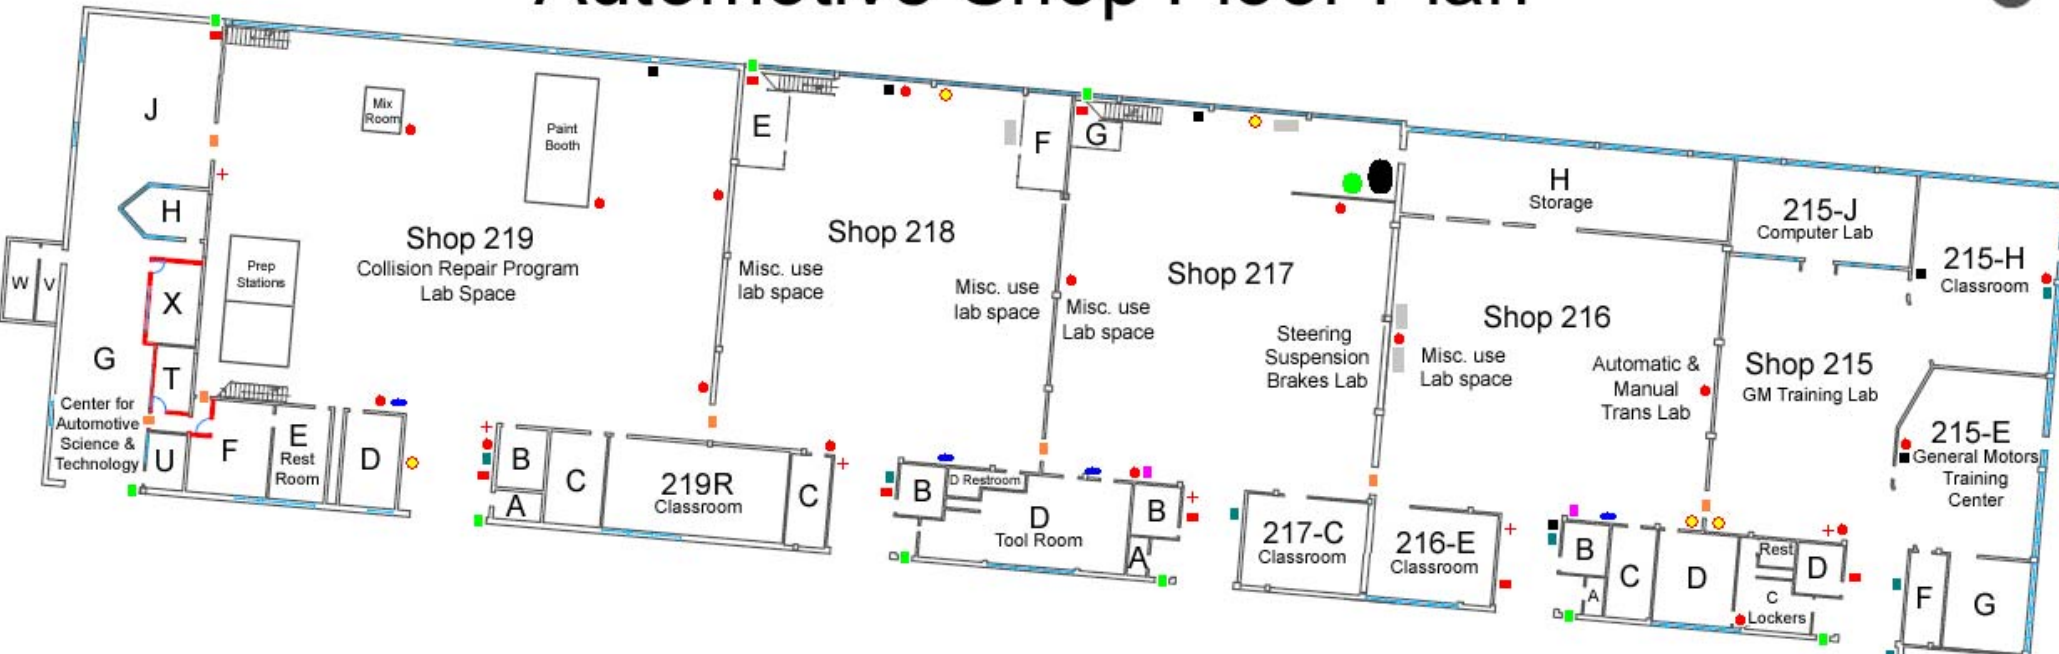 Automotive Shop Floor Plan
J
Mix
Room
Paint
Booth
E
F
G
H
Storage
215-J
Computer Lab
215-H
Classroom
H
Shop 219
Collision Repair Program
Lab Space
Shop 218
Misc. use
lab space
Misc. use
lab space
Shop 217
Misc. use
Lab space
Steering
Suspension
Brakes Lab
Shop 216
Misc. use
Lab space
Automatic &
Manual
Trans Lab
Shop 215
GM Training Lab
215-E
General Motors
Training
Center
W
V
X
Prep
Stations
G
T
Center for
Automotive
Science &
Technology
U
F
E
Rest
Room
D
B
A
C
219R
Classroom
C
B
D Restroom
D
Tool Room
B
A
217-C
Classroom
216-E
Classroom
B
A
C
D
Rest
D
C
Lockers
F
G